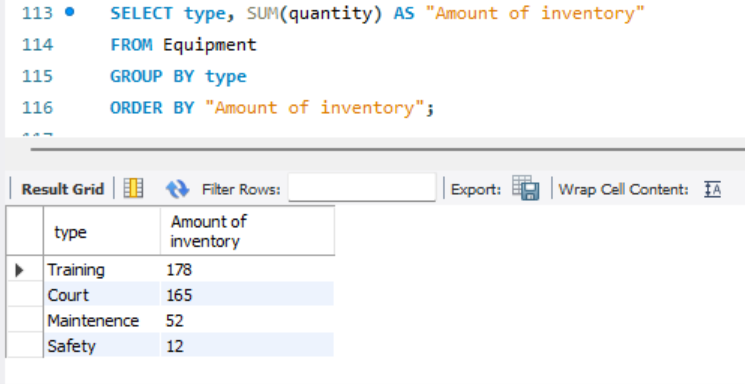 113 SELECT type, SUM(quantity) AS "Amount of inventory"
114 FROM Equipment
115 GROUP BY type
116 ORDER BY "Amount of inventory";
Result Grid Filter Rows: Export: Wrap Cell Content: IA
type Amount of
inventory
Training 178
Court 165
Maintenence 52
Safety 12